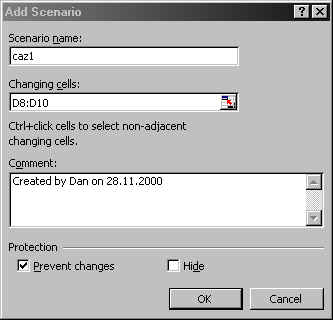 Add Scenario
Scenario name:
caz1
Changing cells:
D8:D10
Ctrl+click cells to select non-adjacent
changing cells.
Comment:
Created by Dan on 28.11.2000
Protection
Prevent changes
Hide
OK
Cancel